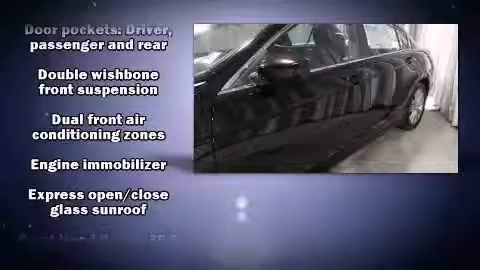 Door pockets: Driver,
passenger and rear
Double wishbone
front suspension
Dual front air
conditioning zones
Engine immobilizer
Express open/close
glass sunroof